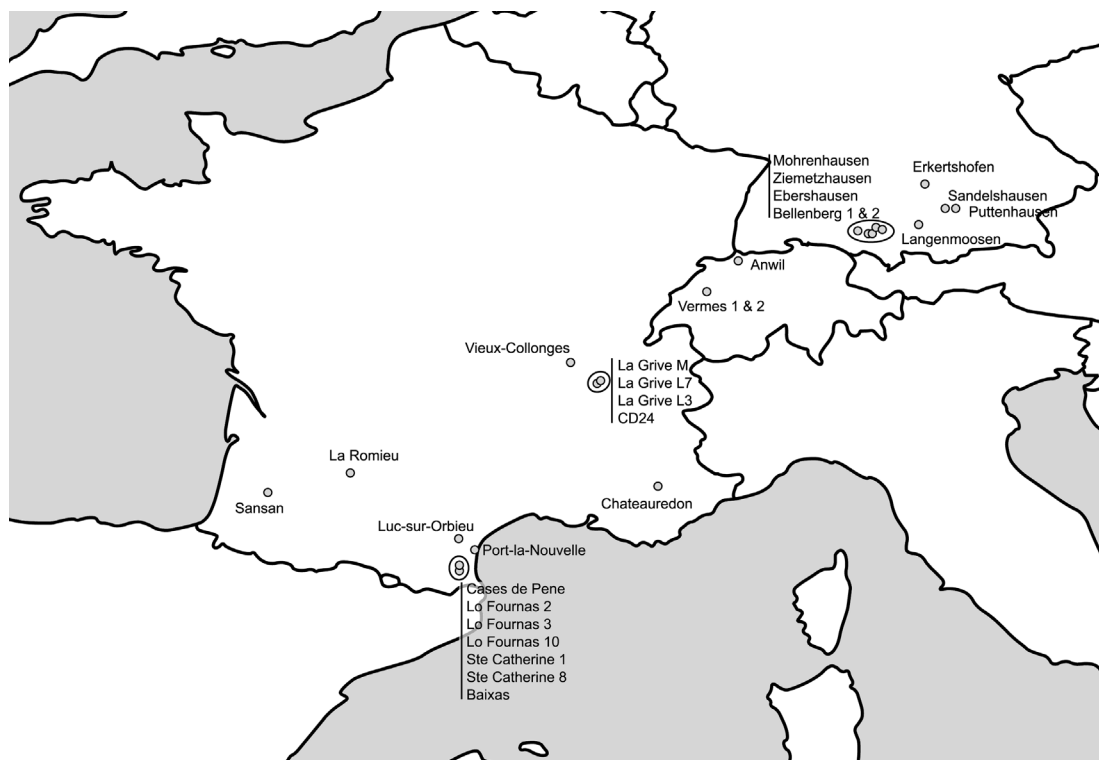 Mohrenhausen
Ziemetzhausen
Ebershausen
Bellenberg 1 & 2
Erkertshofen
Sandelshausen
Puttenhausen
Langenmoosen
Anwil
Vermes 1 & 2
Vieux-Collonges
La Grive M
La Grive L7
La Grive L3
CD24
La Romieu
Sansan
Chateauredon
Luc-sur-Orbieu
Port-la-Nouvelle
Cases de Pene
Lo Fournas 2
Lo Fournas 3
Lo Fournas 10
Ste Catherine 1
Ste Catherine 8
Baixas